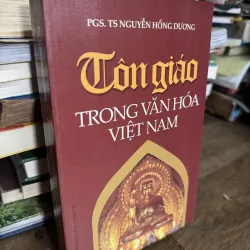 PGS. TS NGUYỄN HỒNG DƯƠNG
Tôn giáo
TRONG VĂN HÓA
VIỆT NAM